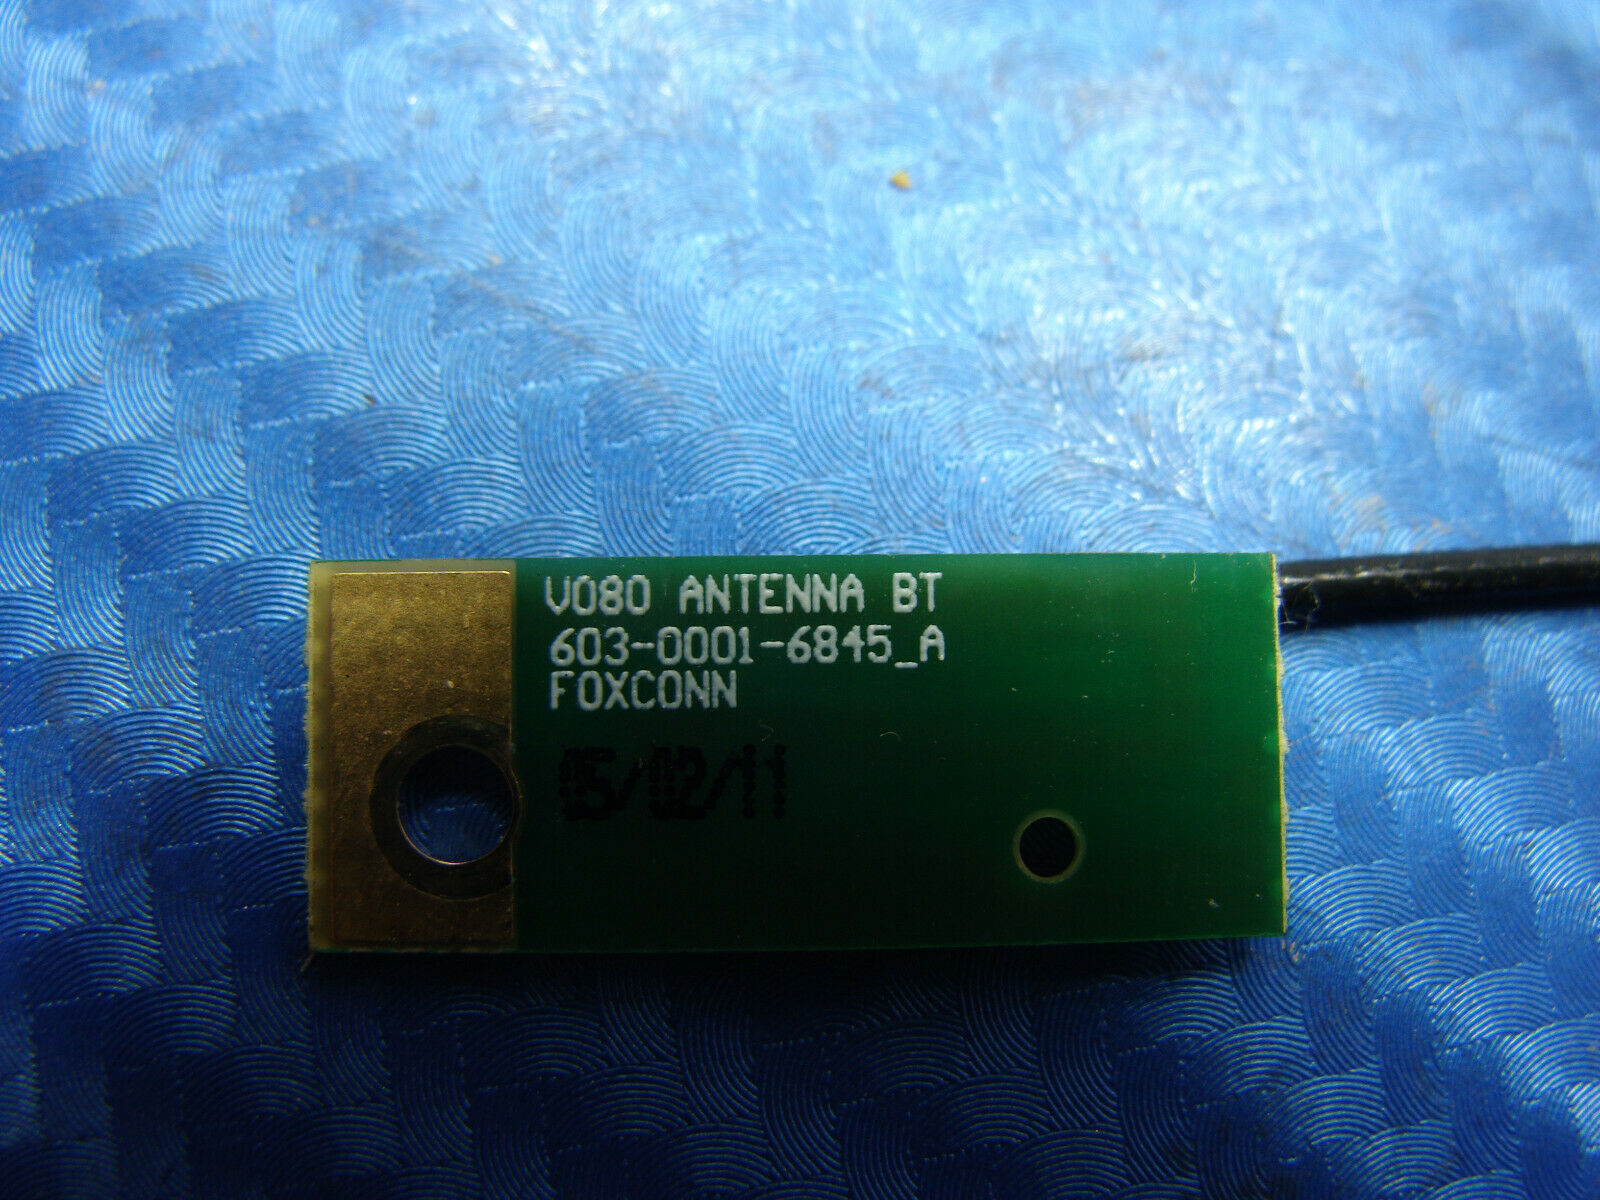 V080 ANTENNA BT
603-0001-6845_A
FOXCONN
05/02/11